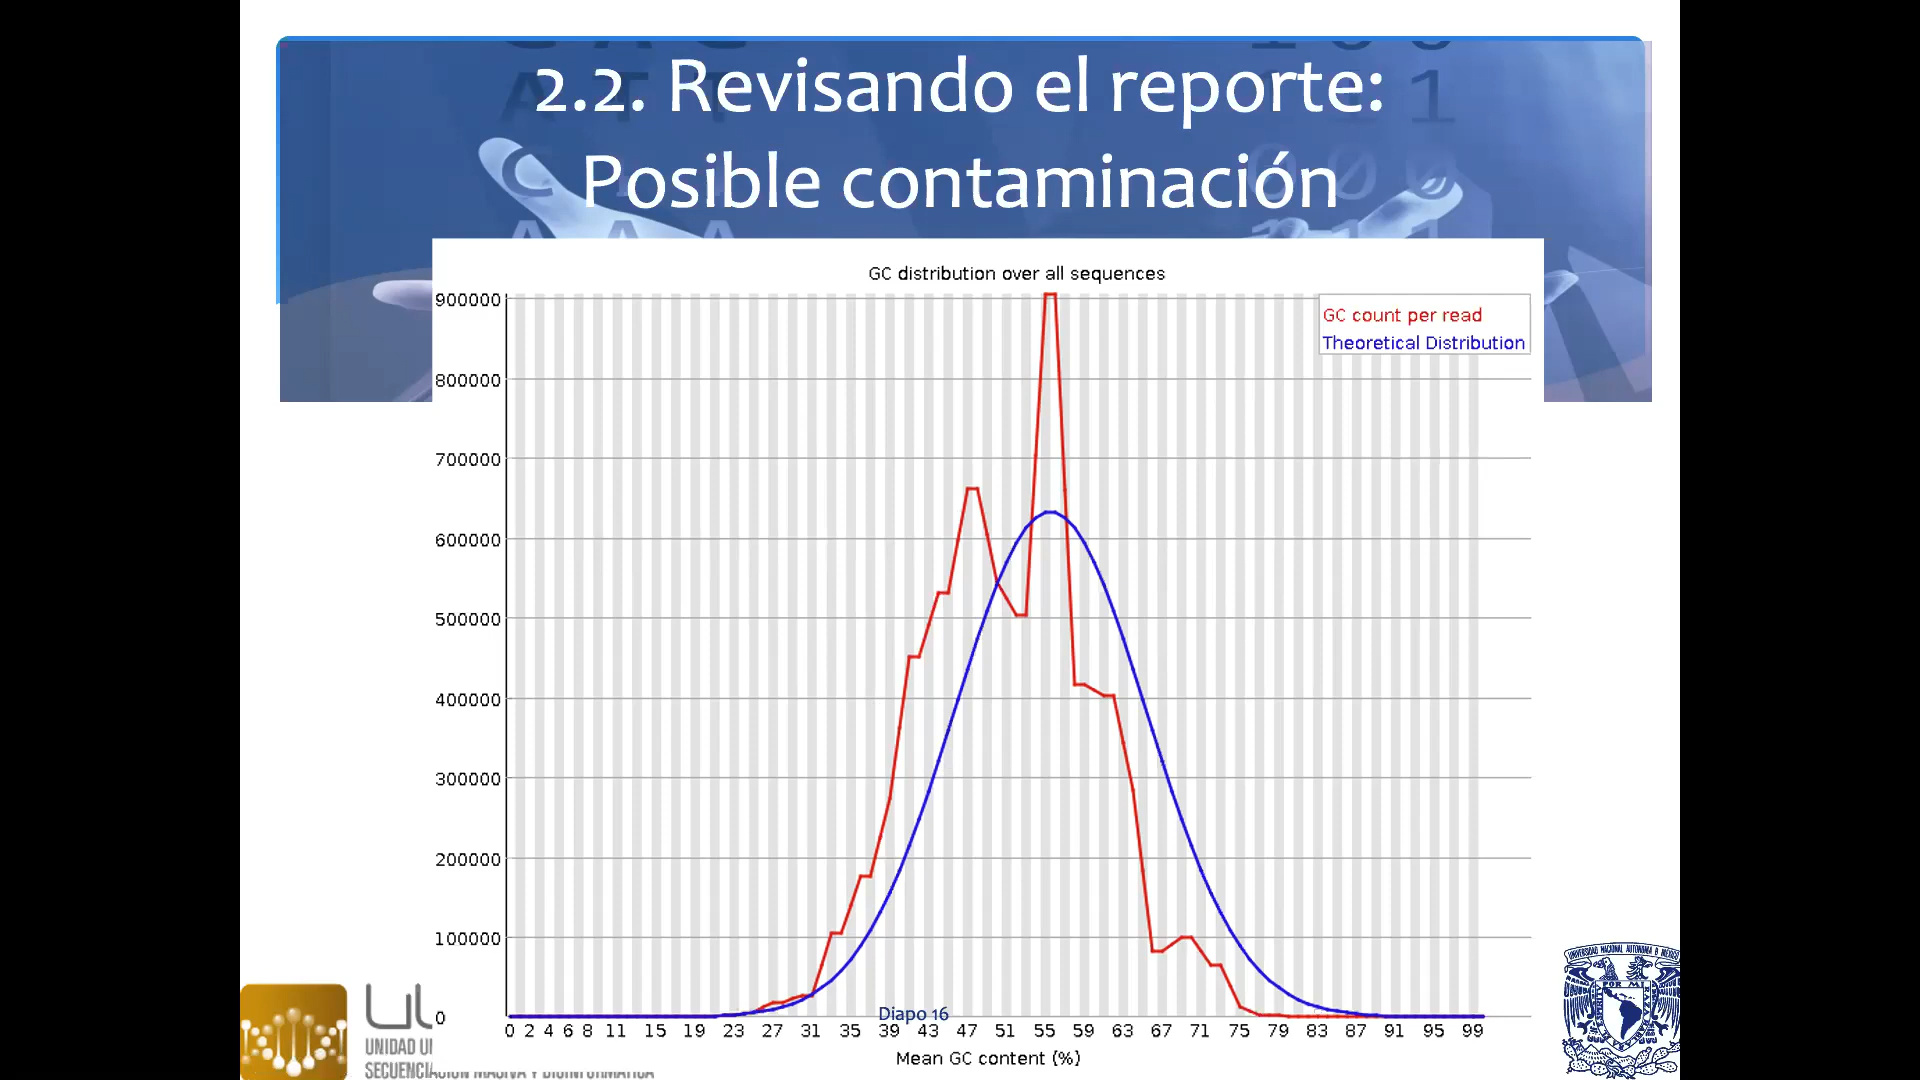 2.2. Revisando el reporte:
Posible contaminación
GC distribution over all sequences
GC count per read
Theoretical Distribution
900000
800000
700000
600000
500000
400000
300000
200000
100000
0
0 2 4 6 8 11 15 19 23 27 31 35 39 43 47 51 55 59 63 67 71 75 79 83 87 91 95 99
Mean GC content (%)
Diapo 16
UNIDAD U